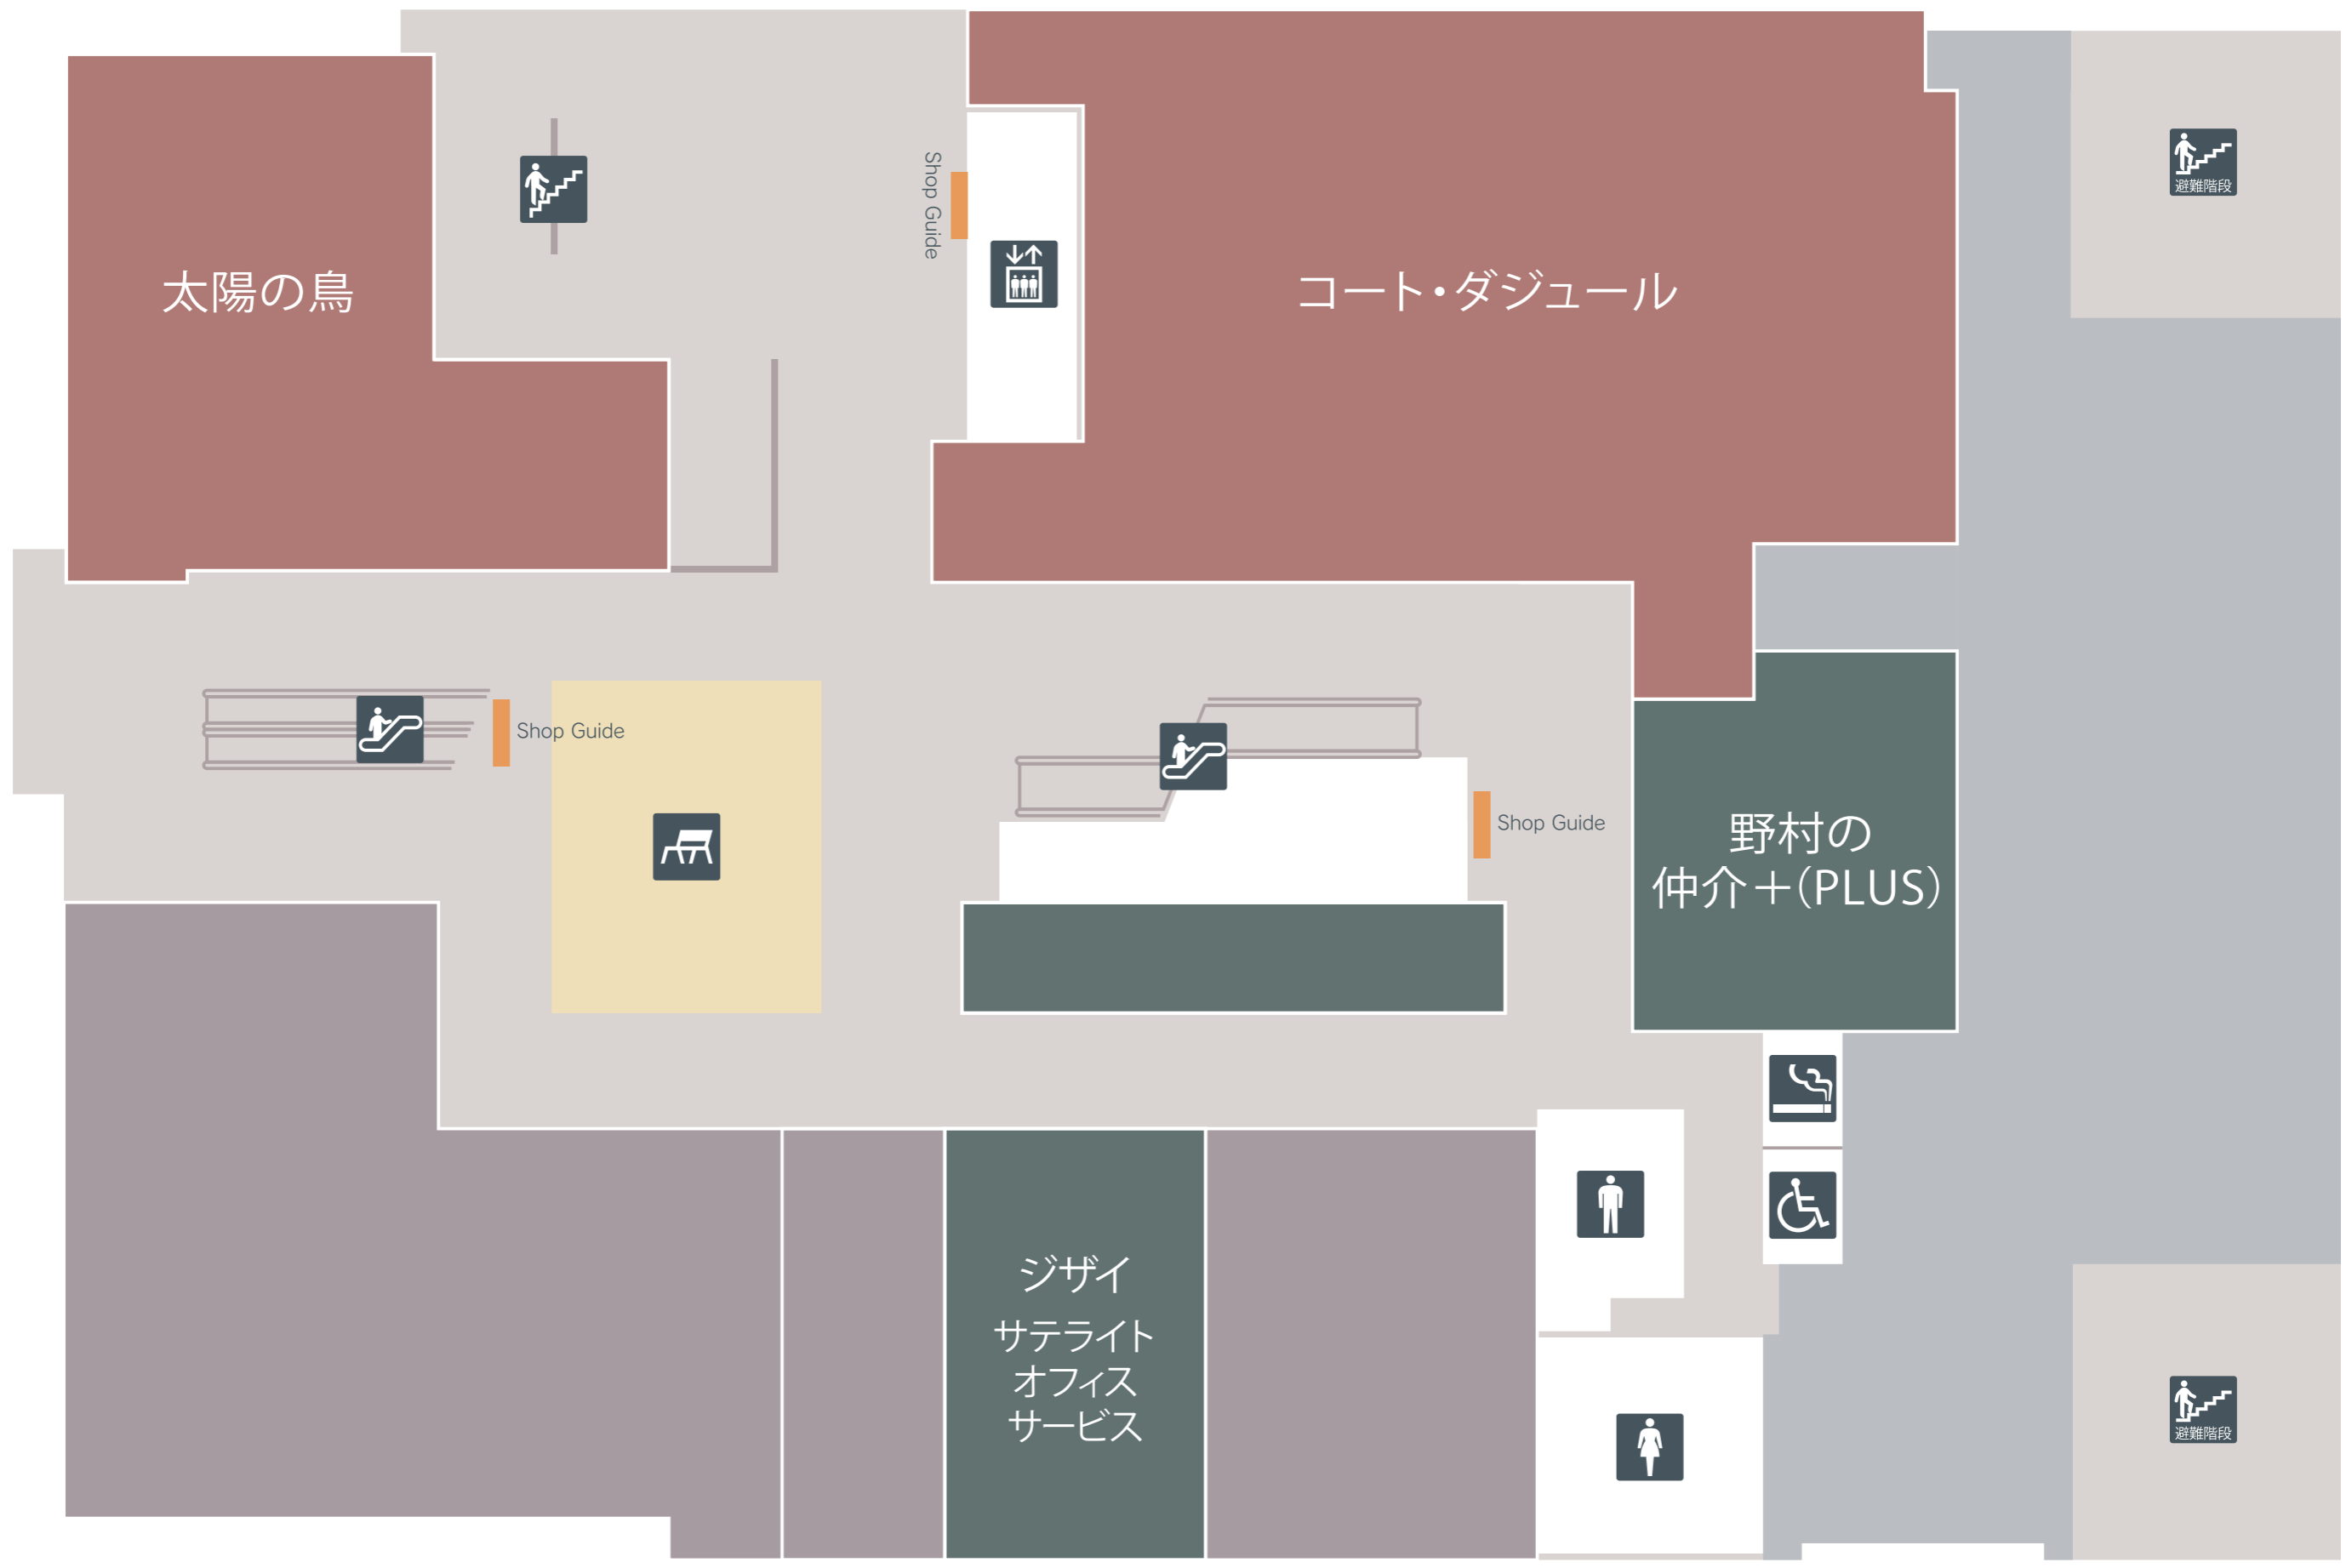 避難階段
Shop Guide
太陽の鳥
コート・ダジュール
Shop Guide
Shop Guide
野村の
仲介＋(PLUS)
ジザイ
サテライト
オフィス
サービス
避難階段